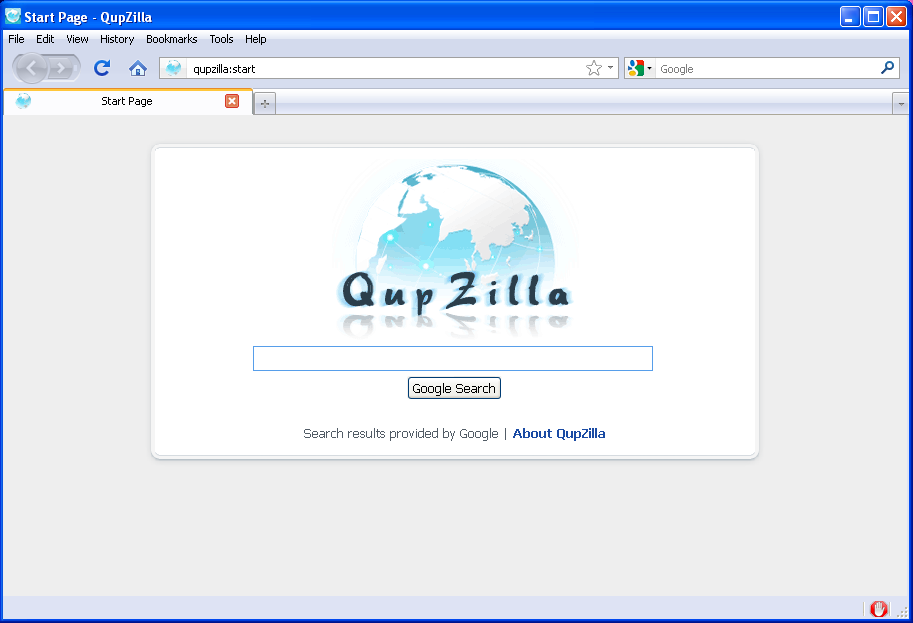 Start Page - QupZilla
File Edit View History Bookmarks Tools Help
qupzilla:start Google
Start Page
QupZilla
Google Search
Search results provided by Google | About QupZilla